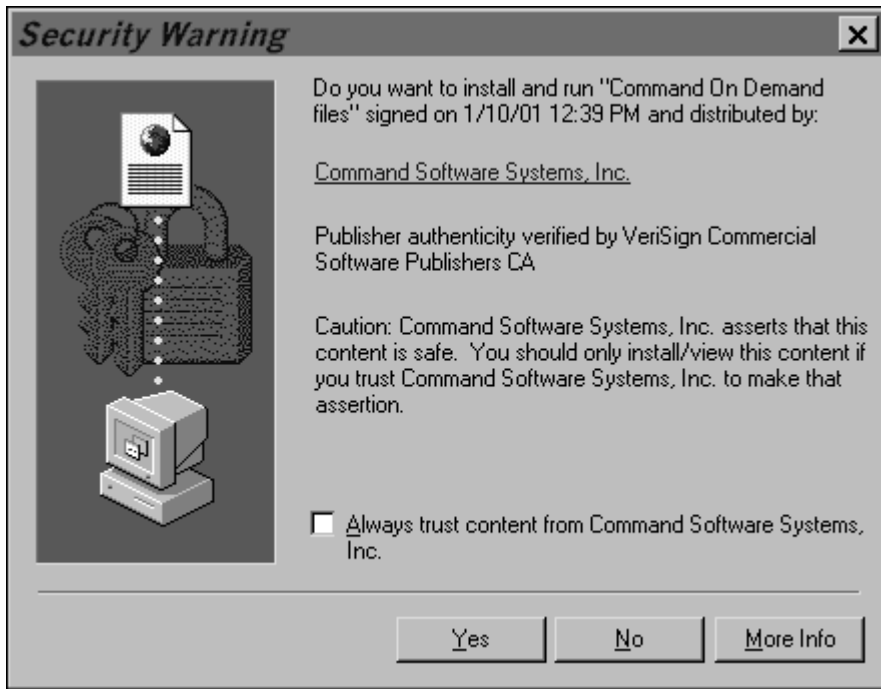 Security Warning
Do you want to install and run "Command On Demand
files" signed on 1/10/01 12:39 PM and distributed by:
Command Software Systems, Inc.
Publisher authenticity verified by VeriSign Commercial
Software Publishers CA
Caution: Command Software Systems, Inc. asserts that this
content is safe.  You should only install/view this content if
you trust Command Software Systems, Inc. to make that
assertion.
Always trust content from Command Software Systems,
Inc.
Yes No More Info